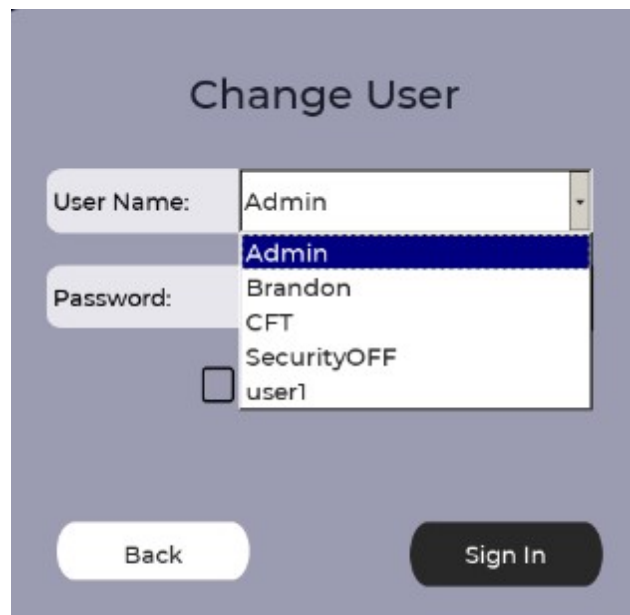 Change User
User Name:
Admin
Admin
Brandon
Password:
CFT
SecurityOFF
user1
Back
Sign In